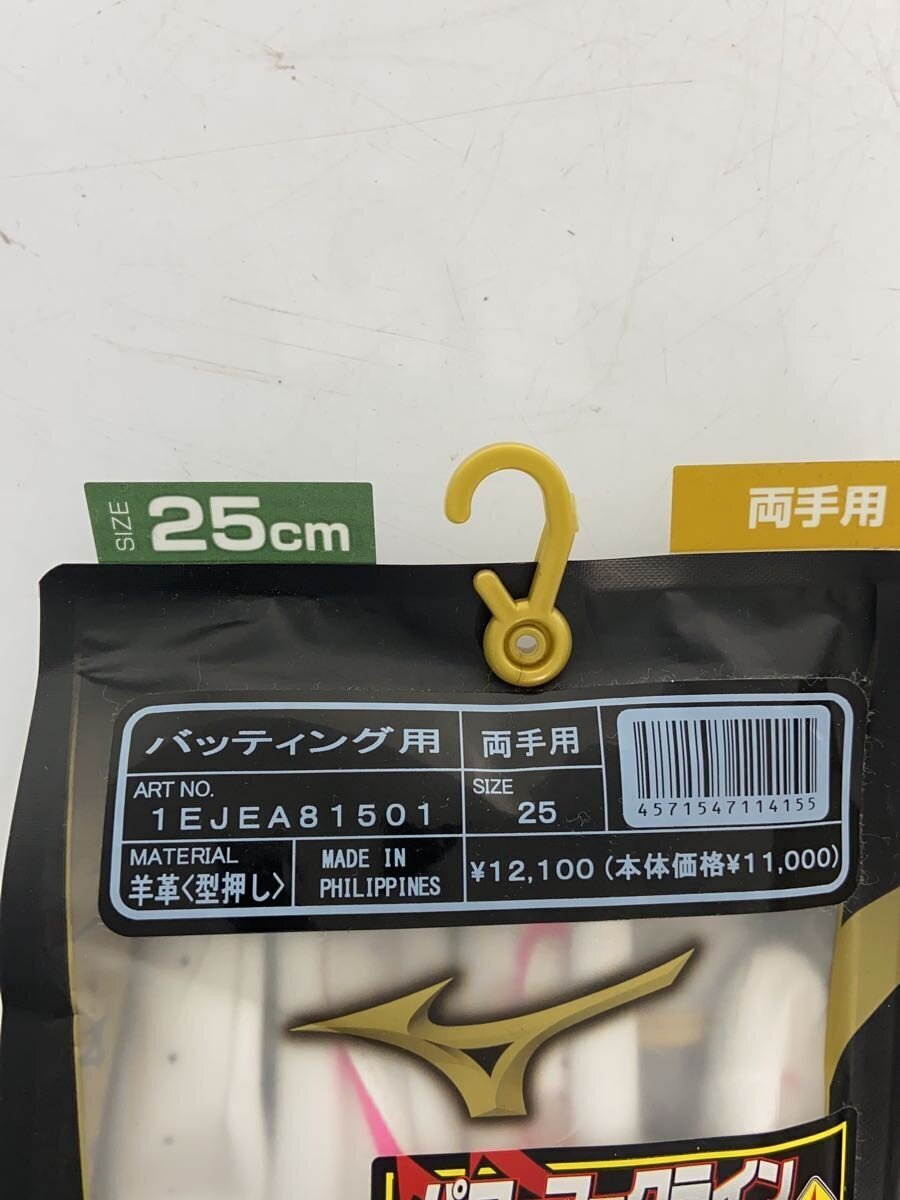 SIZE 25cm
両手用
バッティング用
両手用
ART NO.
1EJEA81501
SIZE
25
4571547114155
MATERIAL
羊革〈型押し〉
MADE IN
PHILIPPINES
¥12,100(本体価格¥11,000)